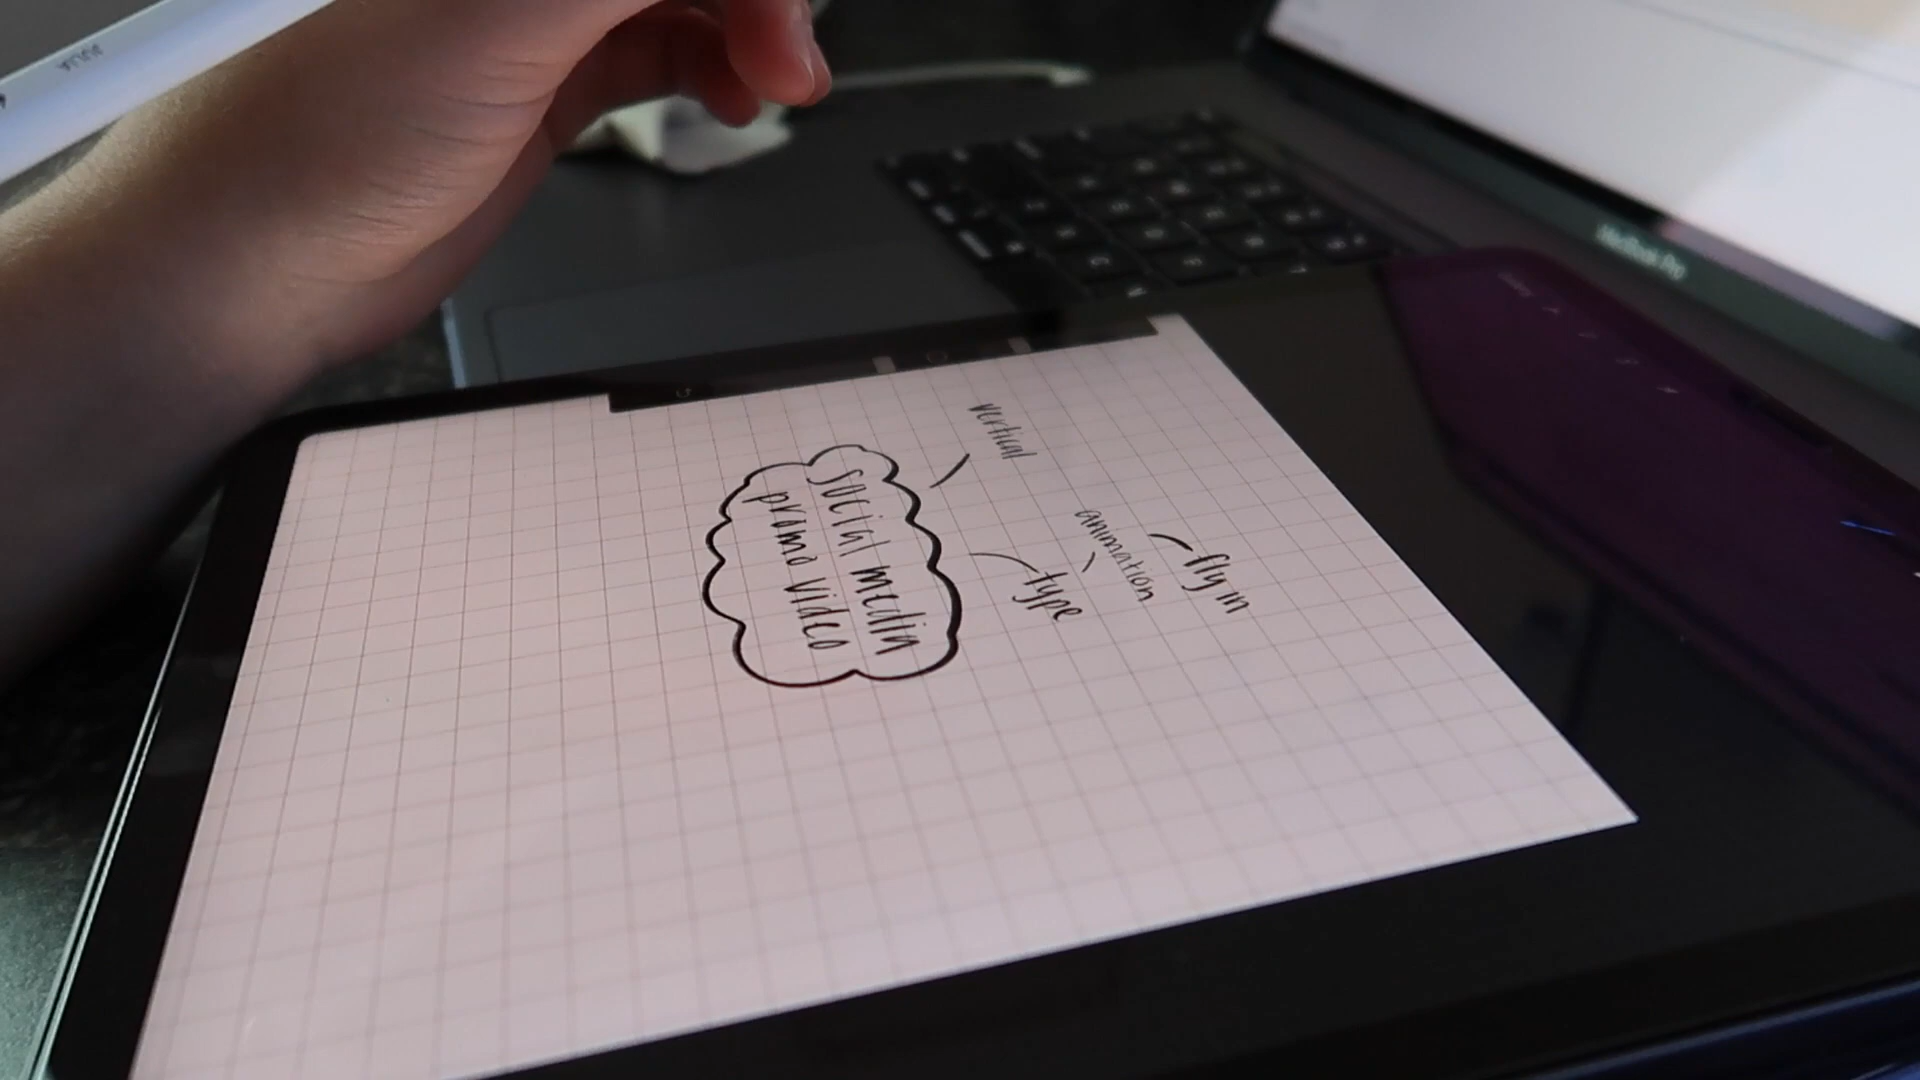 fly in
animation
type
vertical
social media
promo video
MacBook Pro